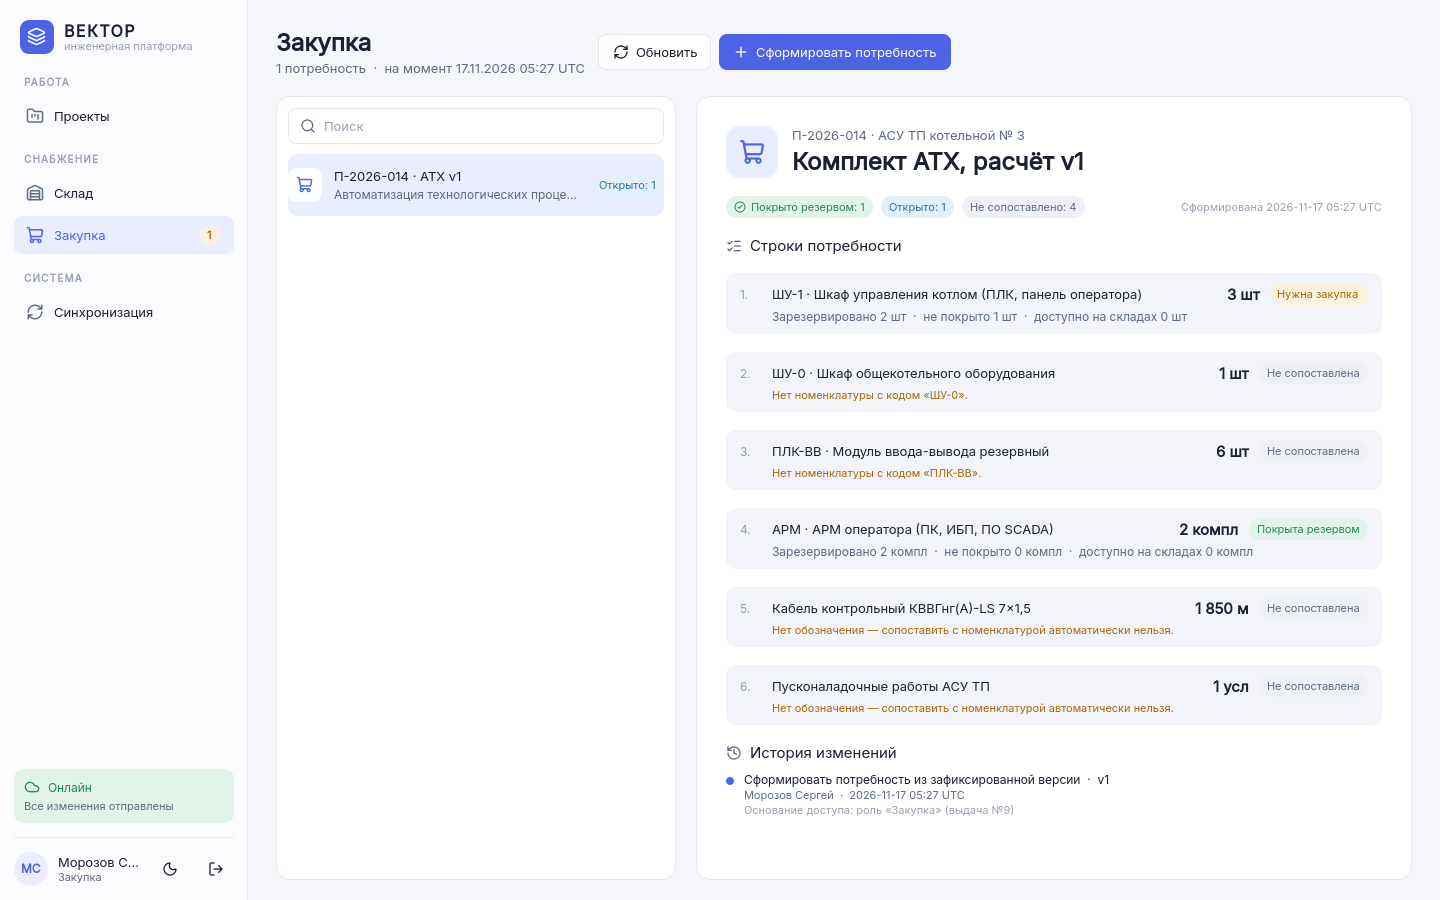 ВЕКТОР
инженерная платформа
РАБОТА
Проекты
СНАБЖЕНИЕ
Склад
Закупка
1
СИСТЕМА
Синхронизация
Онлайн
Все изменения отправлены
МС
Морозов С...
Закупка
Закупка
1 потребность · на момент 17.11.2026 05:27 UTC
Обновить
Сформировать потребность
Поиск
П-2026-014 · АТХ v1
Автоматизация технологических проце...
Открыто: 1
П-2026-014 · АСУ ТП котельной № 3
Комплект АТХ, расчёт v1
Покрыто резервом: 1
Открыто: 1
Не сопоставлено: 4
Сформирована 2026-11-17 05:27 UTC
Строки потребности
1. ШУ-1 · Шкаф управления котлом (ПЛК, панель оператора) 3 шт Нужна закупка
Зарезервировано 2 шт · не покрыто 1 шт · доступно на складах 0 шт
2. ШУ-0 · Шкаф общекотельного оборудования 1 шт Не сопоставлена
Нет номенклатуры с кодом «ШУ-0».
3. ПЛК-ВВ · Модуль ввода-вывода резервный 6 шт Не сопоставлена
Нет номенклатуры с кодом «ПЛК-ВВ».
4. АРМ · АРМ оператора (ПК, ИБП, ПО SCADA) 2 компл Покрыта резервом
Зарезервировано 2 компл · не покрыто 0 компл · доступно на складах 0 компл
5. Кабель контрольный КВВГнг(А)-LS 7×1,5 1 850 м Не сопоставлена
Нет обозначения — сопоставить с номенклатурой автоматически нельзя.
6. Пусконаладочные работы АСУ ТП 1 усл Не сопоставлена
Нет обозначения — сопоставить с номенклатурой автоматически нельзя.
История изменений
Сформировать потребность из зафиксированной версии · v1
Морозов Сергей · 2026-11-17 05:27 UTC
Основание доступа: роль «Закупка» (выдача №9)